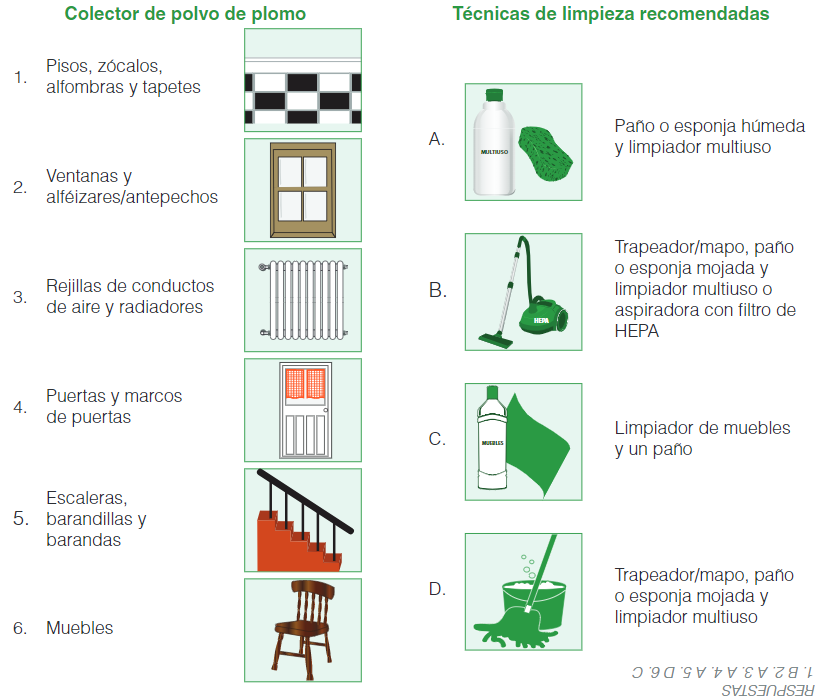 Colector de polvo de plomo
1. Pisos, zócalos,
alfombras y tapetes
2. Ventanas y
alféizares/antepechos
3. Rejillas de conductos
de aire y radiadores
4. Puertas y marcos
de puertas
5. Escaleras,
barandillas y
barandas
6. Muebles
Técnicas de limpieza recomendadas
A. Paño o esponja húmeda
y limpiador multiuso
MULTIUSO
B. Trapeador/mapo, paño
o esponja mojada y
limpiador multiuso o
aspiradora con filtro de
HEPA
HEPA
C. Limpiador de muebles
y un paño
MUEBLES
D. Trapeador/mapo, paño
o esponja mojada y
limpiador multiuso
RESPUESTAS
1. B 2. A 3. A 4. A 5. D 6. C